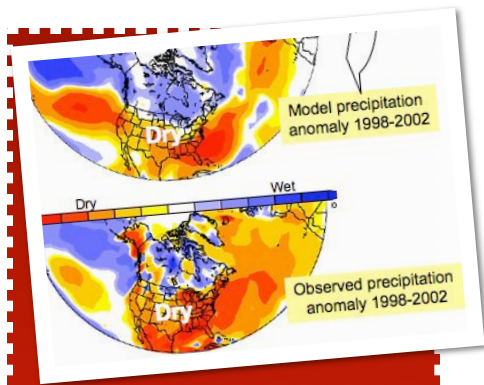 Dry
Model precipitation
anomaly 1998-2002
Dry
Wet
Dry
Observed precipitation
anomaly 1998-2002